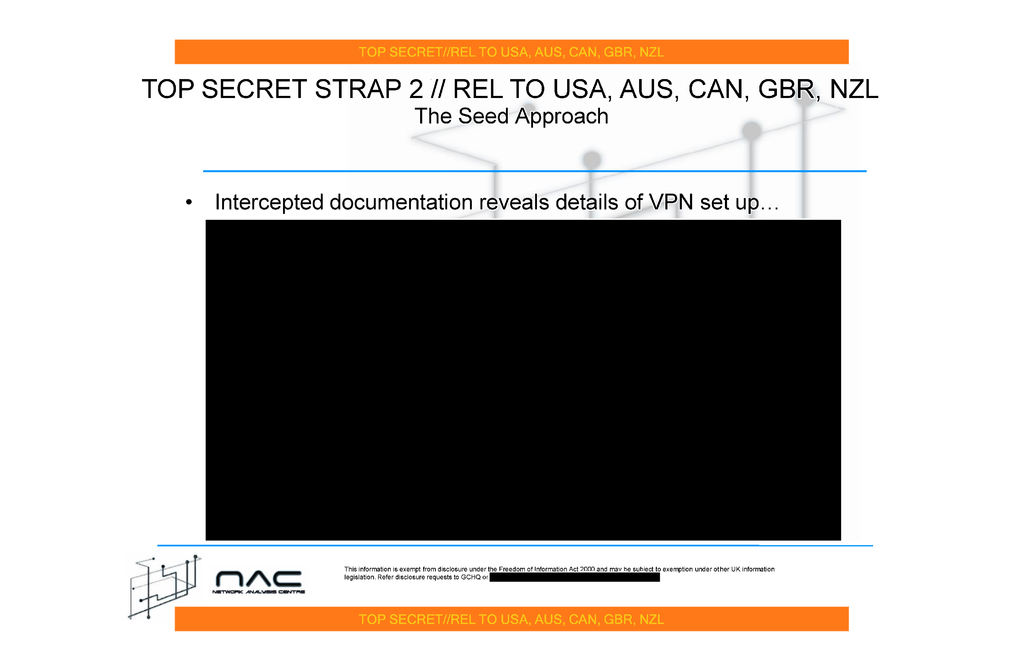 TOP SECRET//REL TO USA, AUS, CAN, GBR, NZL
TOP SECRET STRAP 2 // REL TO USA, AUS, CAN, GBR, NZL
The Seed Approach
• Intercepted documentation reveals details of VPN set up…
This information is exempt from disclosure under the Freedom of Information Act 2000 and may be subject to exemption under other UK information
legislation. Refer disclosure requests to GCHQ or
NAC
NETWORK ANALYSIS CENTRE
TOP SECRET//REL TO USA, AUS, CAN, GBR, NZL